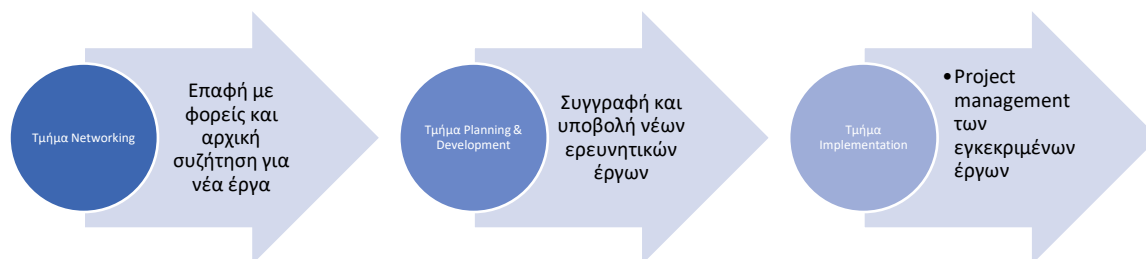 Τμήμα Networking
Επαφή με
φορείς και
αρχική
συζήτηση για
νέα έργα
Τμήμα Planning &
Development
Συγγραφή και
υποβολή νέων
ερευνητικών
έργων
Τμήμα
Implementation
•Project
management
των
εγκεκριμένων
έργων